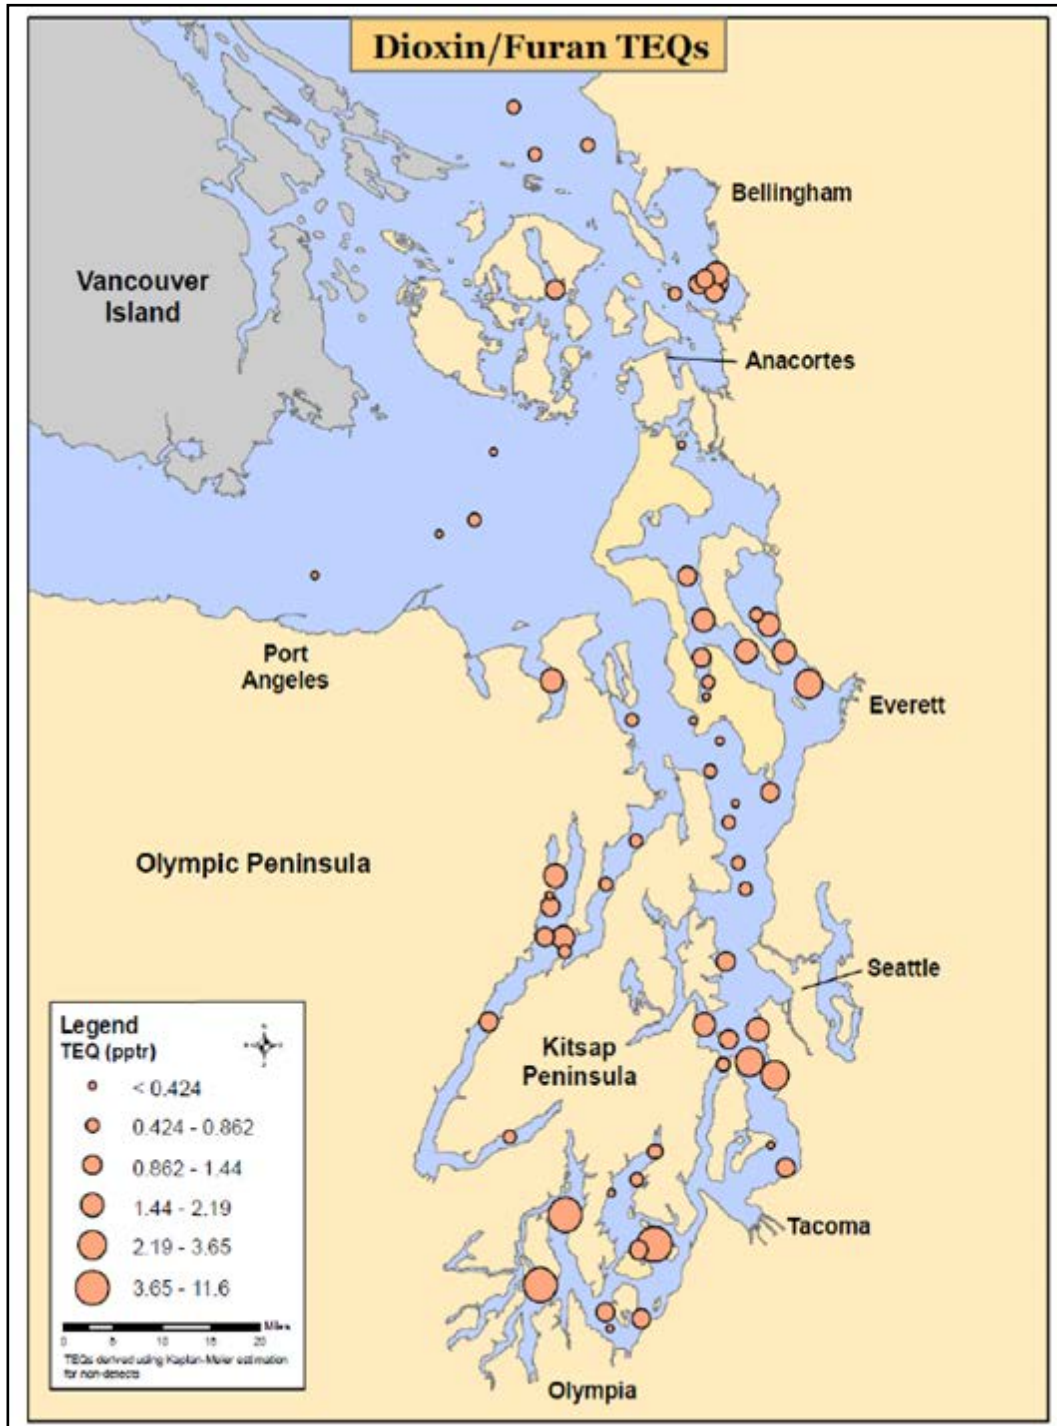 Dioxin/Furan TEQs
Bellingham
Vancouver
Island
Anacortes
Port
Angeles
Everett
Olympic Peninsula
Seattle
Kitsap
Peninsula
Tacoma
Olympia
Legend
TEQ (pptr)
< 0.424
0.424 - 0.862
0.862 - 1.44
1.44 - 2.19
2.19 - 3.65
3.65 - 11.6
Miles
0 5 10 15 20
TEQs derived using Kaplan-Meier estimation
for non-detects